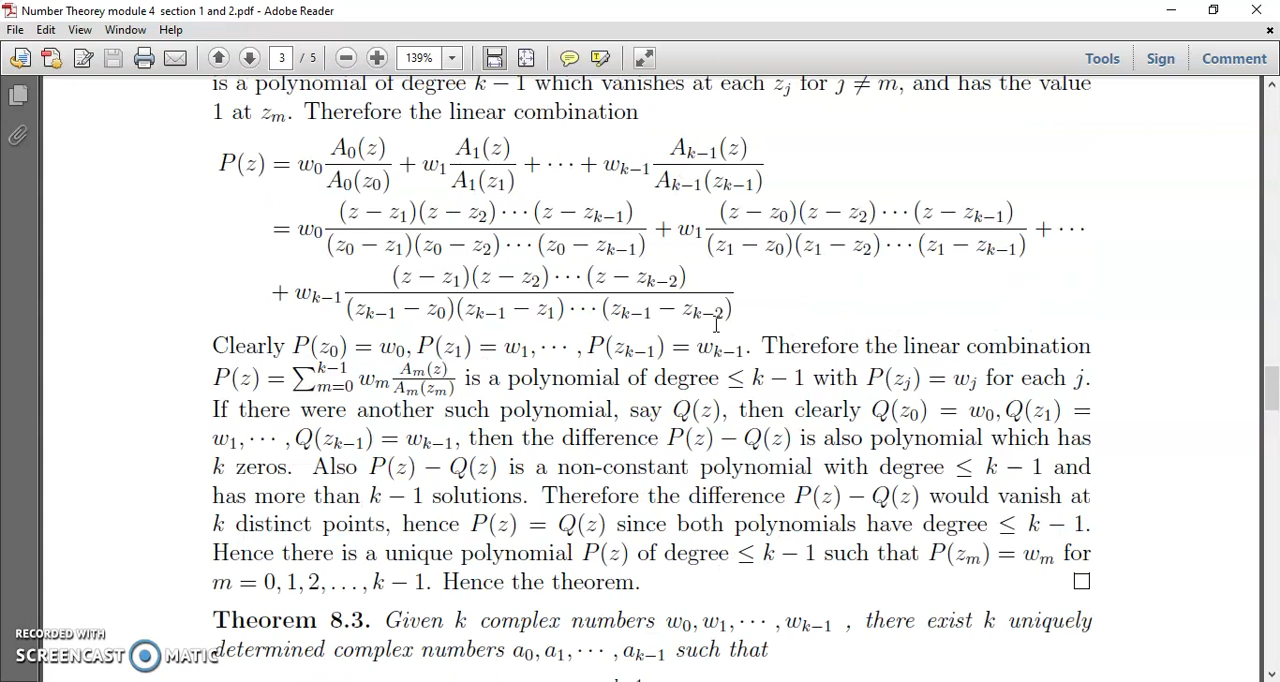 Number Theorey module 4  section 1 and 2.pdf - Adobe Reader
File Edit View Window Help
3 / 5 139% Tools Sign Comment
is a polynomial of degree k − 1 which vanishes at each z_j for j ≠ m, and has the value
1 at z_m. Therefore the linear combination
P(z) = w_0 A_0(z)/A_0(z_0) + w_1 A_1(z)/A_1(z_1) + ··· + w_{k−1} A_{k−1}(z)/A_{k−1}(z_{k−1})
= w_0 (z − z_1)(z − z_2)···(z − z_{k−1})/(z_0 − z_1)(z_0 − z_2)···(z_0 − z_{k−1}) + w_1 (z − z_0)(z − z_2)···(z − z_{k−1})/(z_1 − z_0)(z_1 − z_2)···(z_1 − z_{k−1}) + ···
+ w_{k−1} (z − z_1)(z − z_2)···(z − z_{k−2})/(z_{k−1} − z_0)(z_{k−1} − z_1)···(z_{k−1} − z_{k−2})
Clearly P(z_0) = w_0, P(z_1) = w_1, ··· , P(z_{k−1}) = w_{k−1}. Therefore the linear combination
P(z) = ∑_{m=0}^{k−1} w_m A_m(z)/A_m(z_m) is a polynomial of degree ≤ k − 1 with P(z_j) = w_j for each j.
If there were another such polynomial, say Q(z), then clearly Q(z_0) = w_0, Q(z_1) =
w_1, ··· , Q(z_{k−1}) = w_{k−1}, then the difference P(z) − Q(z) is also polynomial which has
k zeros. Also P(z) − Q(z) is a non-constant polynomial with degree ≤ k − 1 and
has more than k − 1 solutions. Therefore the difference P(z) − Q(z) would vanish at
k distinct points, hence P(z) = Q(z) since both polynomials have degree ≤ k − 1.
Hence there is a unique polynomial P(z) of degree ≤ k − 1 such that P(z_m) = w_m for
m = 0, 1, 2, . . . , k − 1. Hence the theorem. □
Theorem 8.3. Given k complex numbers w_0, w_1, ··· , w_{k−1} , there exist k uniquely
determined complex numbers a_0, a_1, ··· , a_{k−1} such that
k−1
RECORDED WITH
SCREENCAST MATIC